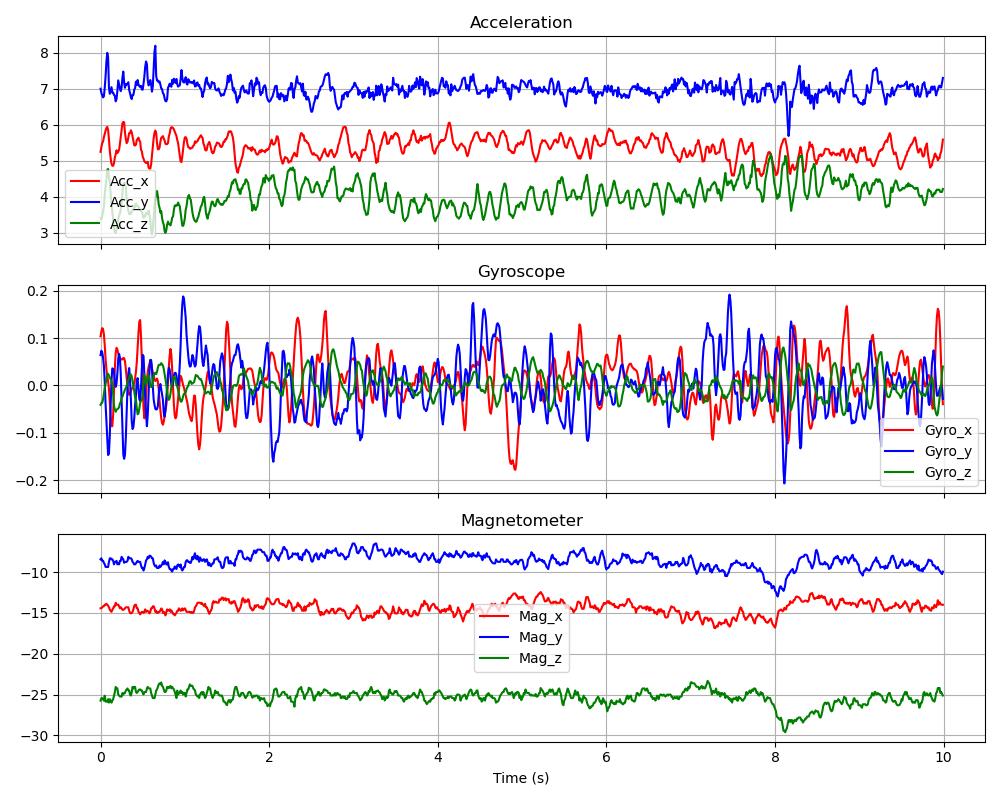 Acceleration
8
7
6
5
4
3
Acc_x
Acc_y
Acc_z
Gyroscope
0.2
0.1
0.0
−0.1
−0.2
Gyro_x
Gyro_y
Gyro_z
Magnetometer
−10
−15
−20
−25
−30
Mag_x
Mag_y
Mag_z
0 2 4 6 8 10
Time (s)